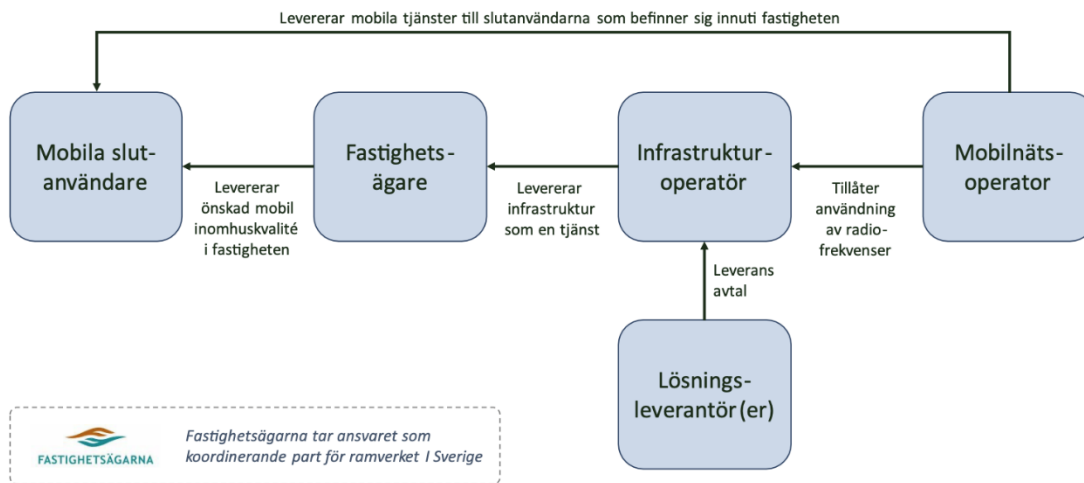 Levererar mobila tjänster till slutanvändarna som befinner sig innuti fastigheten
Mobila slut-
användare
Fastighets-
ägare
Infrastruktur-
operatör
Mobilnäts-
operator
Levererar
önskad mobil
inomhuskvalité
i fastigheten
Levererar
infrastruktur
som en tjänst
Tillåter
användning
av radio-
frekvenser
Leverans
avtal
Lösnings-
leverantör(er)
FASTIGHETSÄGARNA
Fastighetsägarna tar ansvaret som
koordinerande part för ramverket I Sverige